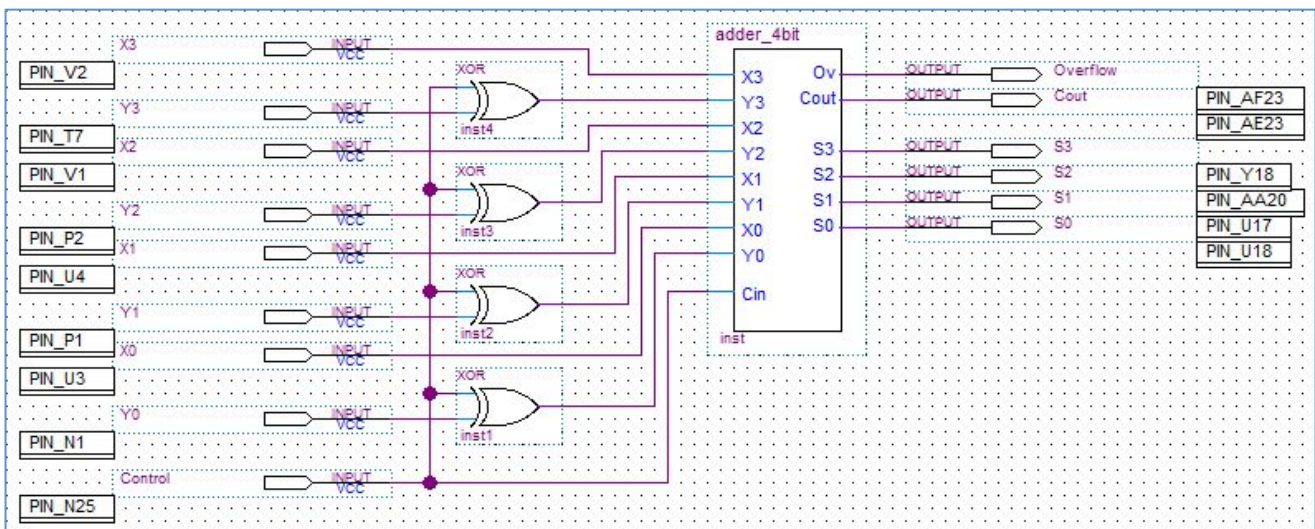 X3 INPUT VCC
PIN_V2
Y3 INPUT VCC
PIN_T7
X2 INPUT VCC
PIN_V1
Y2 INPUT VCC
PIN_P2
X1 INPUT VCC
PIN_U4
Y1 INPUT VCC
PIN_P1
X0 INPUT VCC
PIN_U3
Y0 INPUT VCC
PIN_N1
Control INPUT VCC
PIN_N25
XOR
inst4
XOR
inst3
XOR
inst2
XOR
inst1
adder_4bit
X3 Ov
Y3 Cout
X2
Y2 S3
X1 S2
Y1 S1
X0 S0
Y0
Cin
inst
OUTPUT Overflow
OUTPUT Cout
PIN_AF23
PIN_AE23
OUTPUT S3
OUTPUT S2
PIN_Y18
OUTPUT S1
PIN_AA20
OUTPUT S0
PIN_U17
PIN_U18